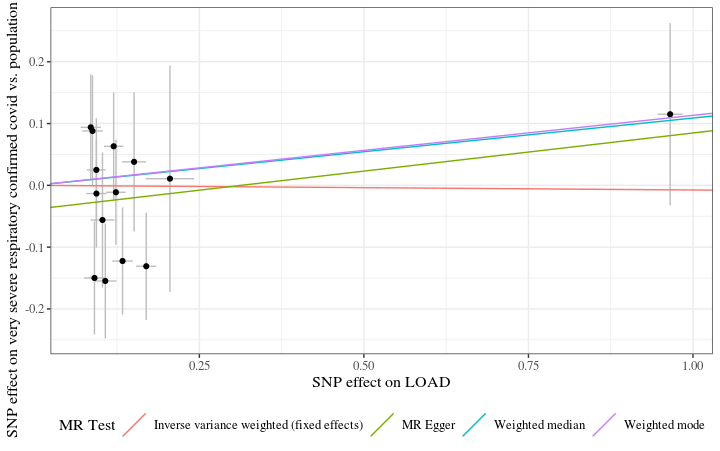 SNP effect on very severe respiratory confirmed covid vs. population
0.2
0.1
0.0
-0.1
-0.2
0.25
0.50
0.75
1.00
SNP effect on LOAD
MR Test
Inverse variance weighted (fixed effects)
MR Egger
Weighted median
Weighted mode